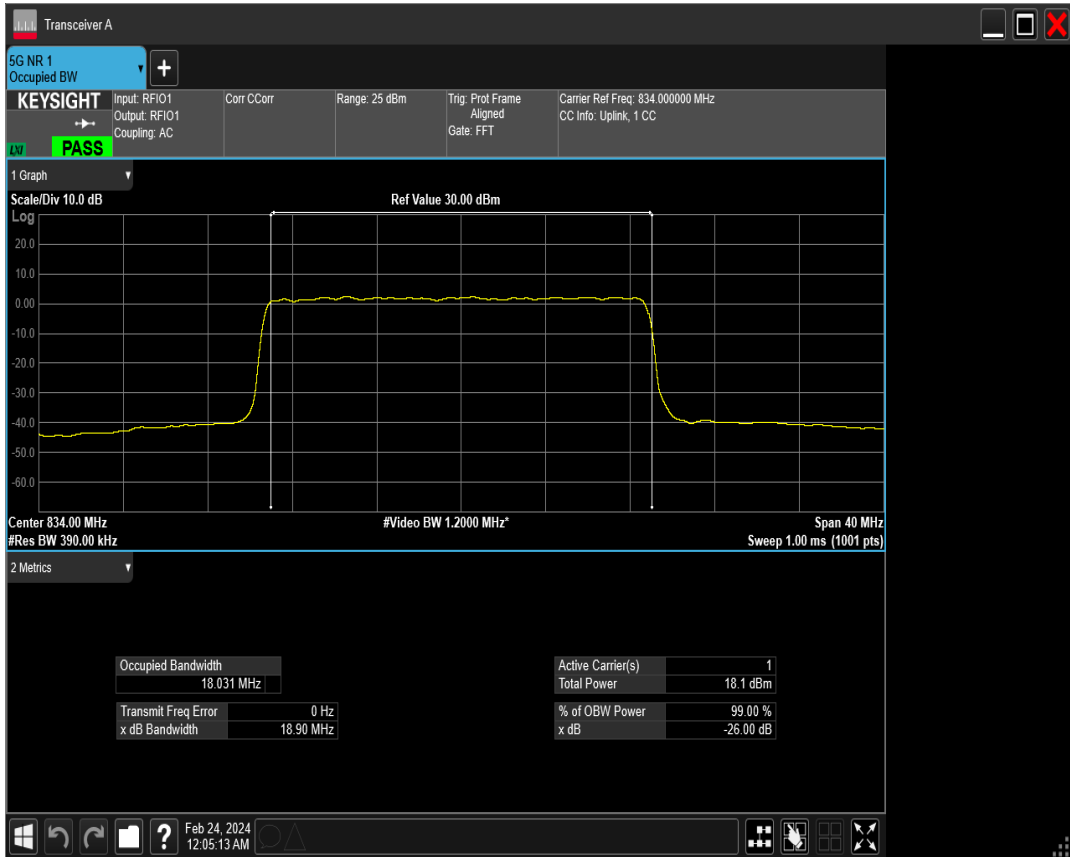 Transceiver A
5G NR 1
Occupied BW
KEYSIGHT
LXI
PASS
Input: RFIO1
Output: RFIO1
Coupling: AC
Corr CCorr
Range: 25 dBm
Trig: Prot Frame
Aligned
Gate: FFT
Carrier Ref Freq: 834.000000 MHz
CC Info: Uplink, 1 CC
1 Graph
Scale/Div 10.0 dB
Ref Value 30.00 dBm
Log
20.0
10.0
0.00
-10.0
-20.0
-30.0
-40.0
-50.0
-60.0
Center 834.00 MHz
#Video BW 1.2000 MHz*
Span 40 MHz
#Res BW 390.00 kHz
Sweep 1.00 ms (1001 pts)
2 Metrics
Occupied Bandwidth
18.031 MHz
Transmit Freq Error 0 Hz
x dB Bandwidth 18.90 MHz
Active Carrier(s) 1
Total Power 18.1 dBm
% of OBW Power 99.00 %
x dB -26.00 dB
?
Feb 24, 2024
12:05:13 AM